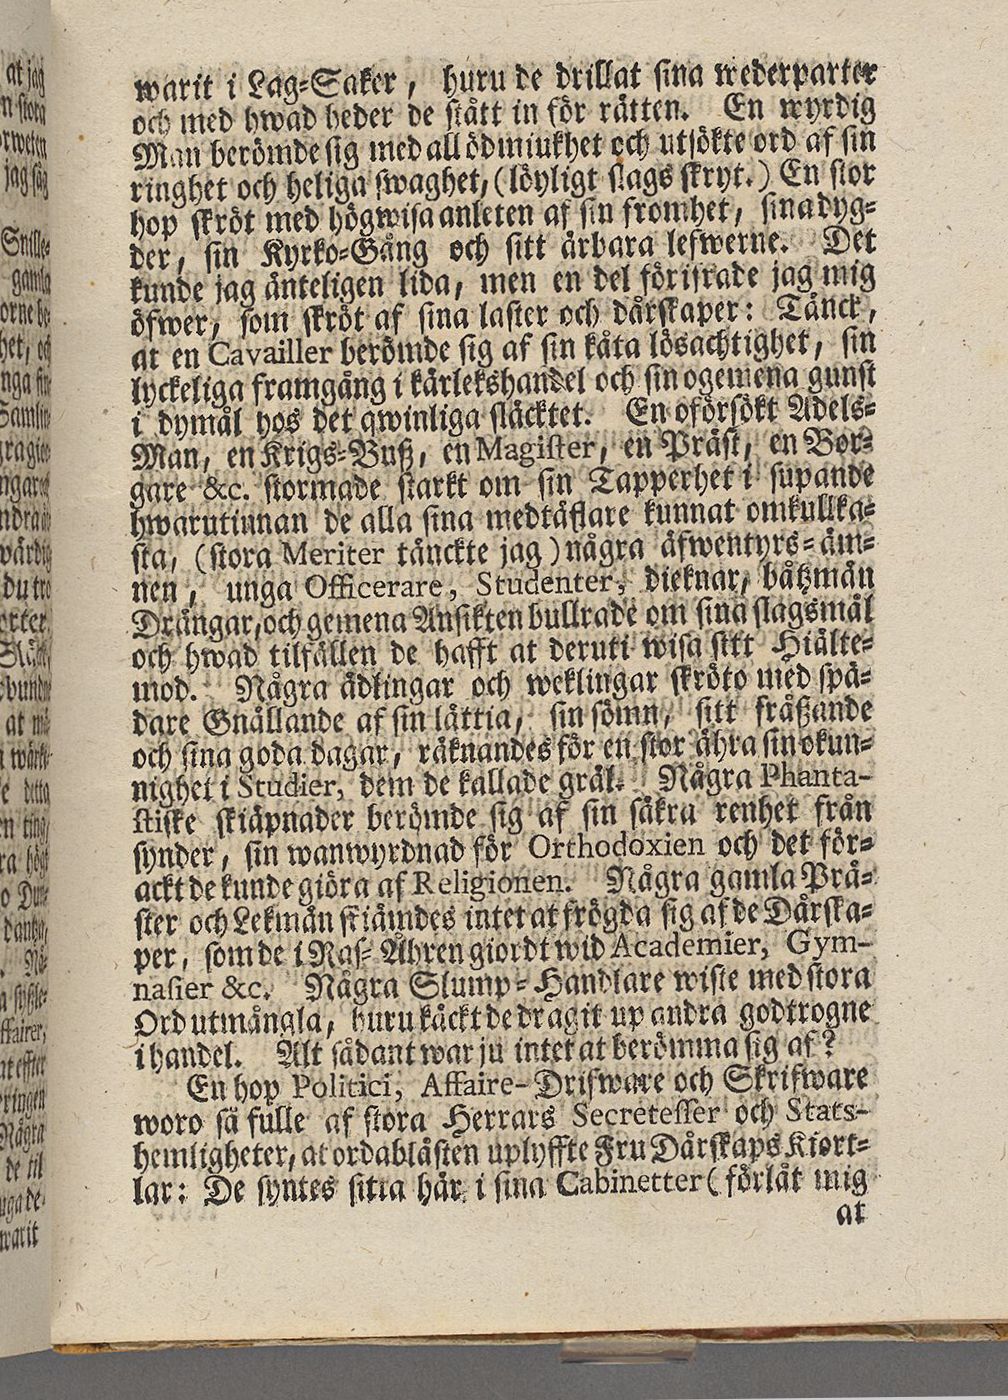 warit i Lag-Saker, huru de drillat sina wederparter
och med hwad heder de stått in för rätten. En wyrdig
Man berömde sig med all ödmiukhet och utsökte ord af sin
ringhet och heliga swaghet, (löyligt slags skryt.) En stor
hop skröt med högwisa anleten af sin fromhet, sina dyg-
der, sin Kyrko-Gång och sitt ärbara lefwerne. Det
kunde jag änteligen lida, men en del förifrade jag mig
öfwer, som skröt af sina laster och dårskaper: Tänck,
at en Cavailler berömde sig af sin kåta lösachtighet, sin
lyckeliga framgång i kärlekshandel och sin ogemena gunst
i dymål hos det qwinliga släcktet. En oförsökt Adels-
Man, en Krigs-Buß, en Magister, en Präst, en Bor-
gare &c. stormade starkt om sin Tapperhet i supande
hwarutinnan de alla sina medtäflare kunnat omkullka-
sta, (stora Meriter tänckte jag) några äfwentyrs-äm-
nen, unga Officerare, Studenter, dieknar, båtzmän
Drängar, och gemena Ansikten bullrade om sina slagsmål
och hwad tilfällen de hafft at deruti wisa sitt Hiälte-
mod. Några ädlingar och weklingar skröto med spä-
dare Gnällande af sin lättia, sin sömn, sitt fråßande
och sina goda dagar, räknandes för en stor ähra sin okun-
nighet i Studier, dem de kallade gräl. Några Phanta-
stiske skiäpnader berömde sig af sin säkra renhet från
synder, sin wanwyrdnad för Orthodoxien och det för-
ackt de kunde giöra af Religionen. Några gamla Prä-
ster och Lekmän skiämdes intet at frögda sig af de Dårska-
per, som de i Ras-Åhren giordt wid Academier, Gym-
nasier &c. Några Slump-Handlare wiste med stora
Ord utmångla, huru käckt de dragit up andra godtrogne
i handel. Alt sådant war ju intet at berömma sig af?
En hop Politici, Affaire-Drifware och Skrifware
woro så fulle af stora Herrars Secretesser och Stats-
hemligheter, at ordablåsten uplyffte Fru Dårskaps Kiort-
lar: De syntes sitta här i sina Cabinetter (förlåt mig
at